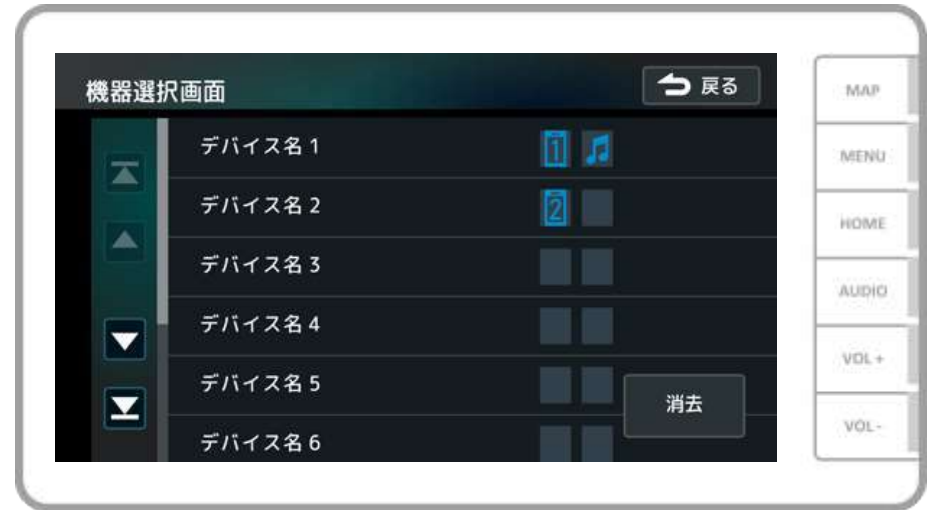 機器選択画面
戻る
デバイス名 1
1
デバイス名 2
2
デバイス名 3
デバイス名 4
デバイス名 5
消去
デバイス名 6
MAP
MENU
HOME
AUDIO
VOL +
VOL -